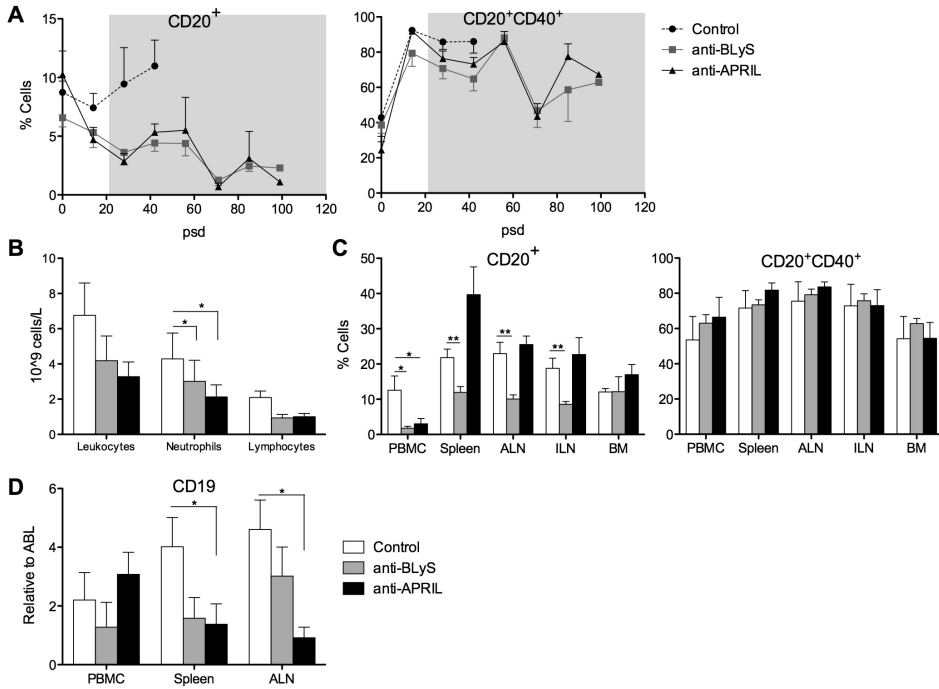 A
CD20+
15
10
5
0
% Cells
0 20 40 60 80 100 120
psd
CD20+CD40+
100
80
60
40
20
0
0 20 40 60 80 100 120
psd
Control
anti-BLyS
anti-APRIL
B
10^9 cells/L
10
8
6
4
2
0
* *
Leukocytes Neutrophils Lymphocytes
C
CD20+
% Cells
50
40
30
20
10
0
* * ** ** **
PBMC Spleen ALN ILN BM
CD20+CD40+
100
80
60
40
20
0
PBMC Spleen ALN ILN BM
D
CD19
Relative to ABL
6
4
2
0
* *
PBMC Spleen ALN
Control
anti-BLyS
anti-APRIL